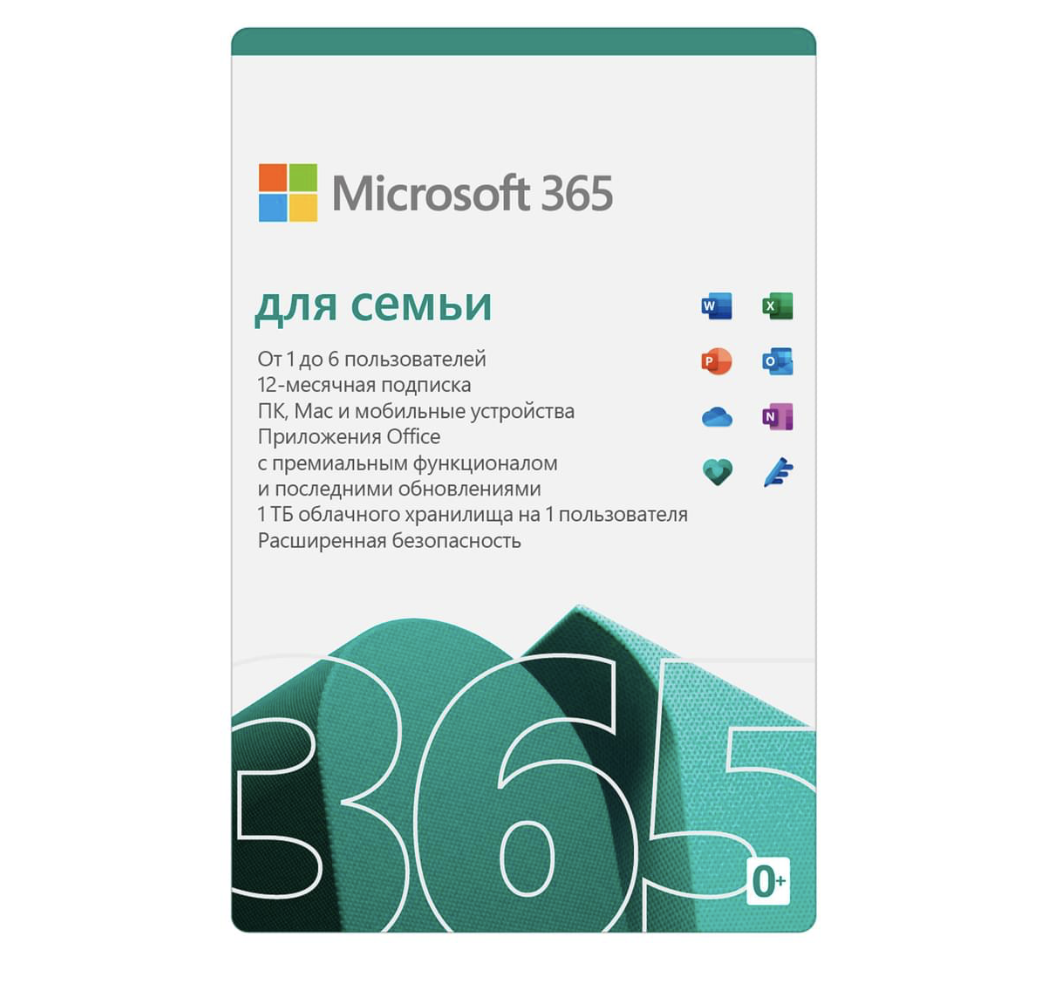 Microsoft 365
для семьи
От 1 до 6 пользователей
12-месячная подписка
ПК, Mac и мобильные устройства
Приложения Office
с премиальным функционалом
и последними обновлениями
1 ТБ облачного хранилища на 1 пользователя
Расширенная безопасность
W X
P O
N
365
0+